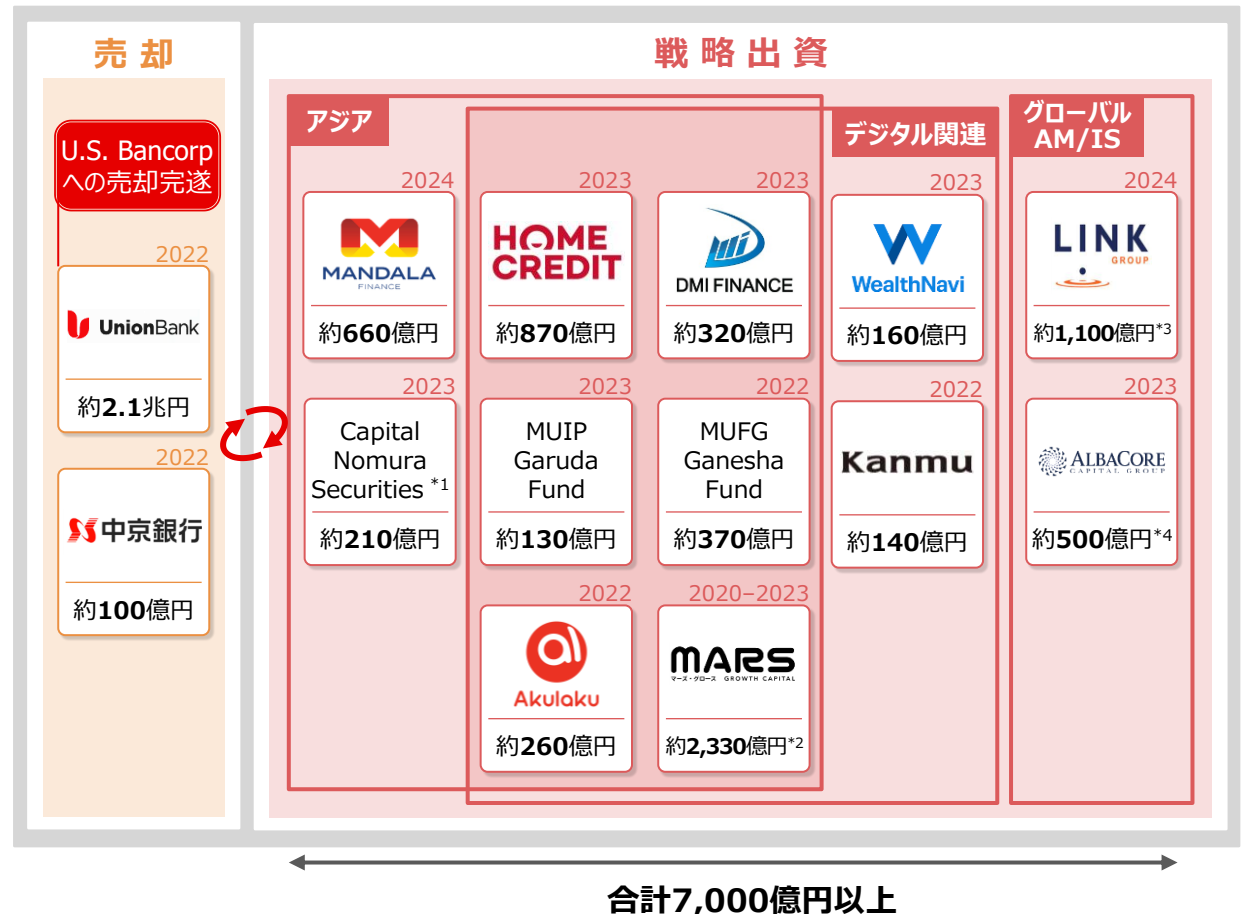 売却
U.S. Bancorp
への売却完遂
2022
UnionBank
約2.1兆円
2022
中京銀行
約100億円
戦略出資
アジア
デジタル関連
グローバル
AM/IS
2024
MANDALA
FINANCE
約660億円
2023
HOME
CREDIT
約870億円
2023
DMI FINANCE
約320億円
2023
WealthNavi
約160億円
2024
LINK
GROUP
約1,100億円*3
2023
Capital
Nomura
Securities *1
約210億円
2023
MUIP
Garuda
Fund
約130億円
2022
MUFG
Ganesha
Fund
約370億円
2022
Kanmu
約140億円
2023
ALBACORE
CAPITAL GROUP
約500億円*4
2022
Akulaku
約260億円
2020–2023
MARS
マーズ・グロース GROWTH CAPITAL
約2,330億円*2
合計7,000億円以上